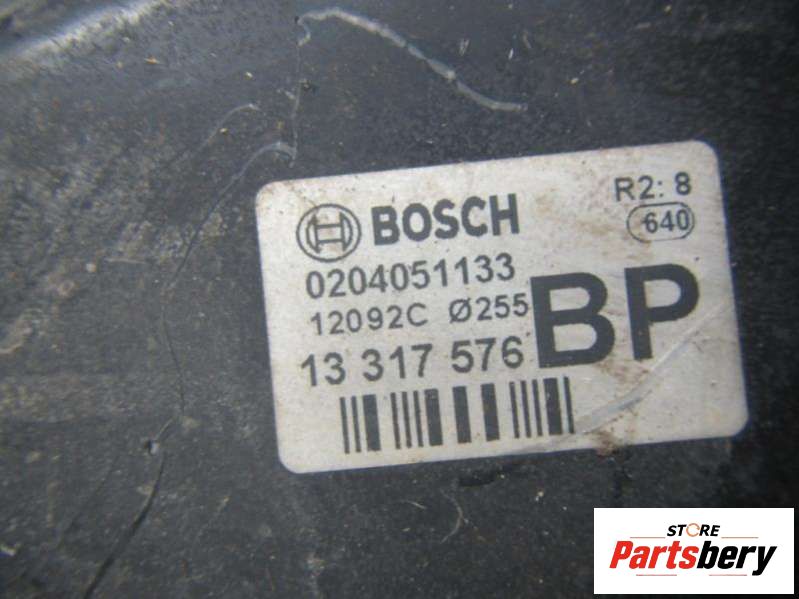 BOSCH
R2: 8
640
0204051133
12092C Ø255
13 317 576
BP
STORE
Partsbery